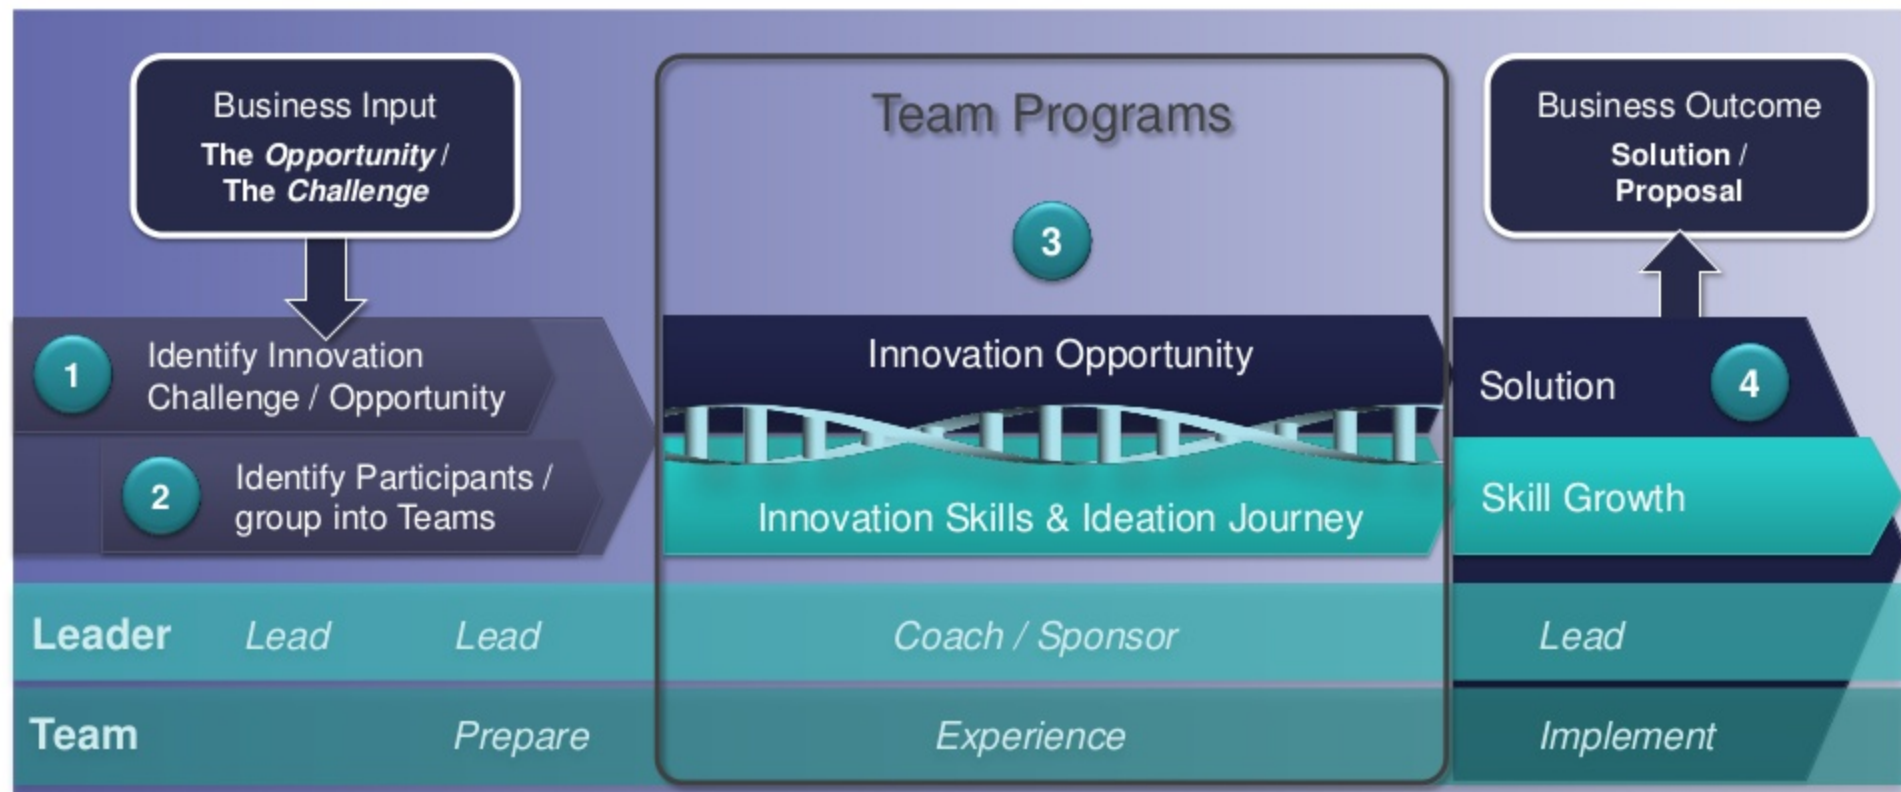 Business Input
The Opportunity /
The Challenge
Team Programs
Business Outcome
Solution /
Proposal
3
1
Identify Innovation
Challenge / Opportunity
2
Identify Participants /
group into Teams
Innovation Opportunity
Innovation Skills & Ideation Journey
Solution
4
Skill Growth
Leader Lead Lead Coach / Sponsor Lead
Team Prepare Experience Implement